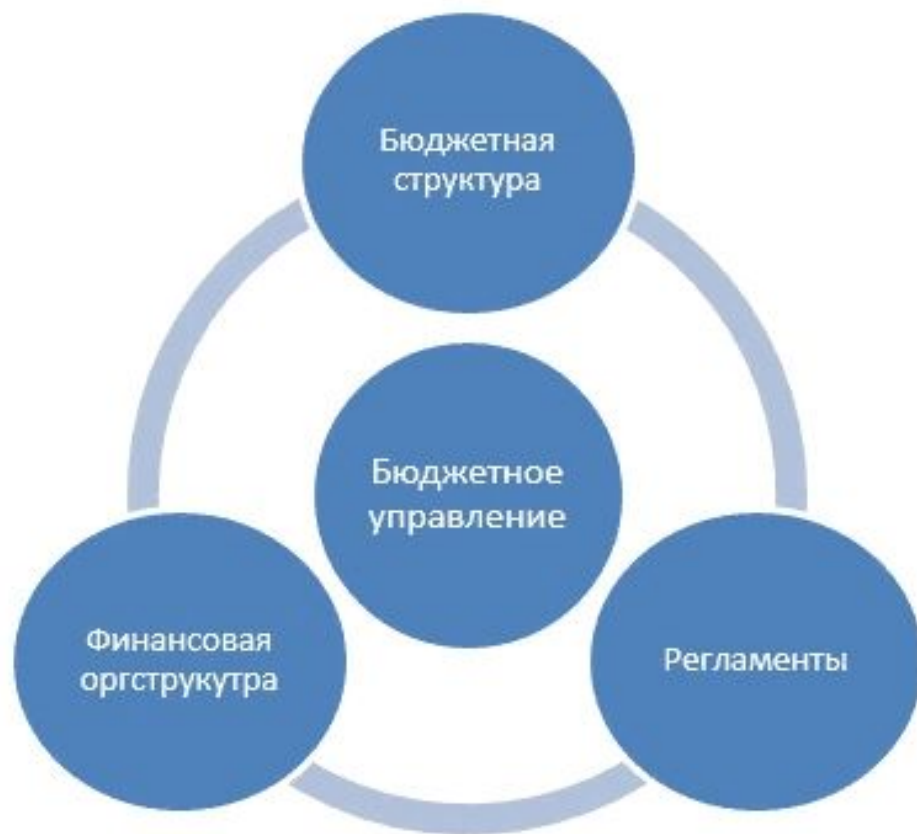 Бюджетная
структура
Бюджетное
управление
Финансовая
оргструкутра
Регламенты